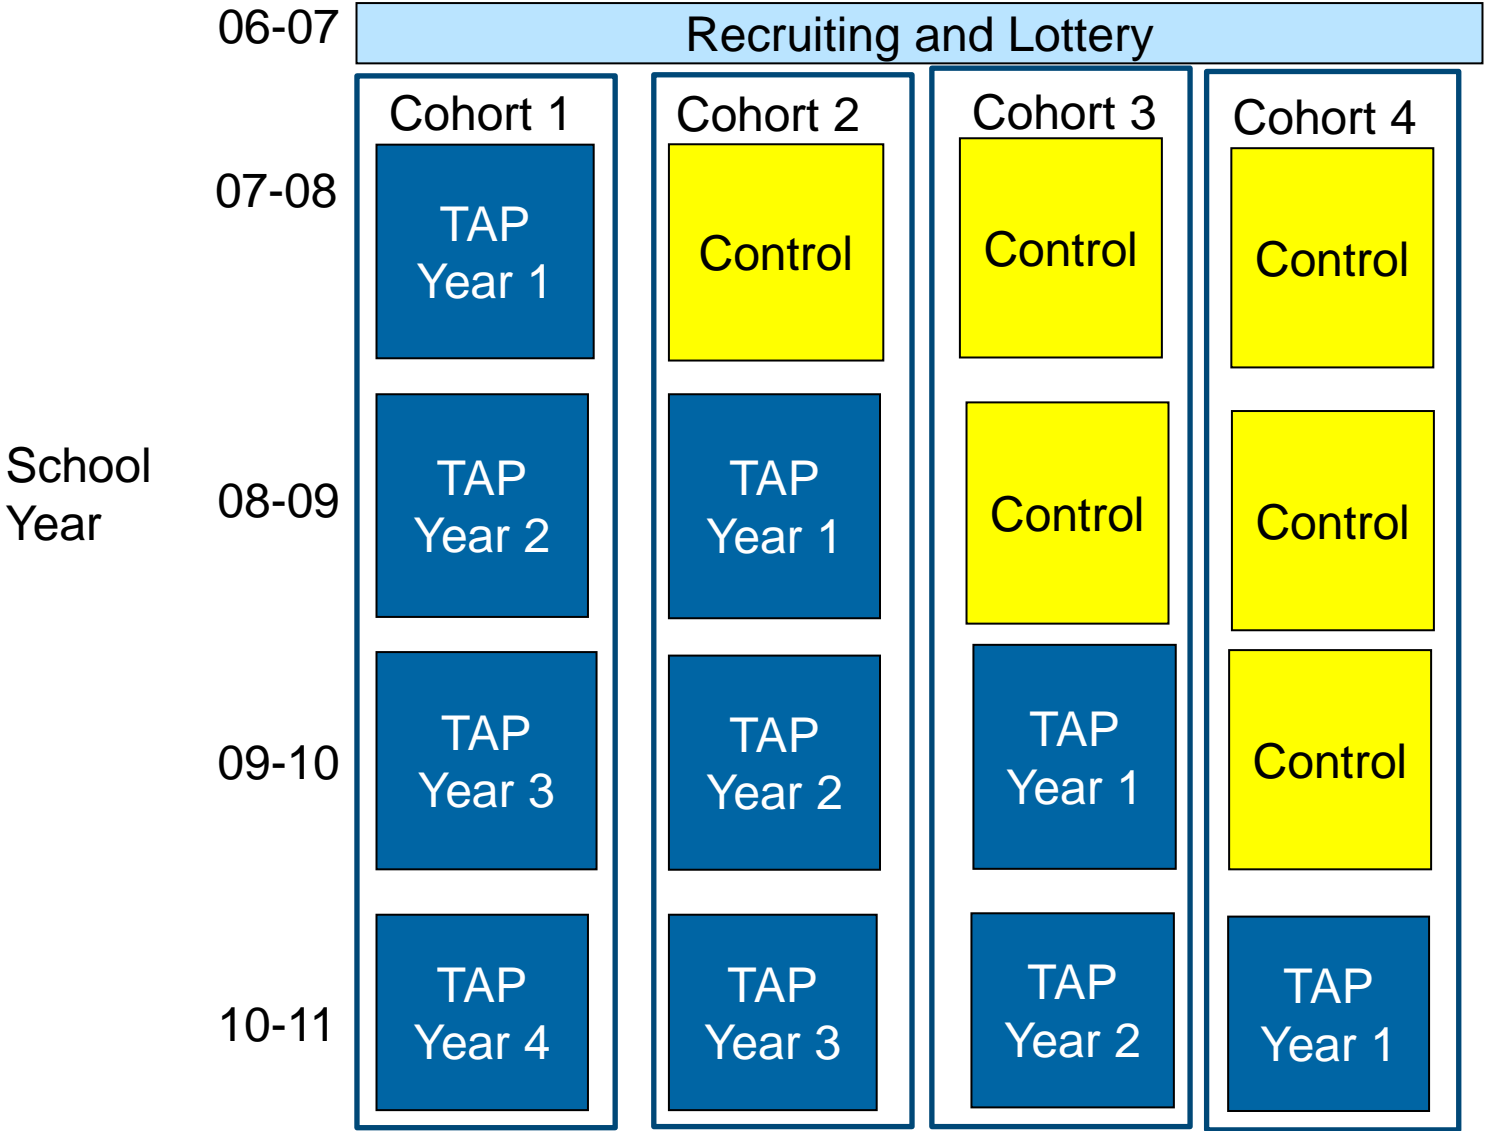 06-07
Recruiting and Lottery
Cohort 1
Cohort 2
Cohort 3
Cohort 4
07-08
TAP
Year 1
Control
Control
Control
School
Year
08-09
TAP
Year 2
TAP
Year 1
Control
Control
09-10
TAP
Year 3
TAP
Year 2
TAP
Year 1
Control
10-11
TAP
Year 4
TAP
Year 3
TAP
Year 2
TAP
Year 1